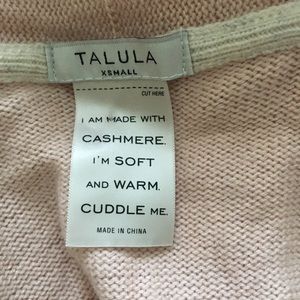 TALULA
XSMALL
CUT HERE
I AM MADE WITH
CASHMERE.
I'M SOFT
AND WARM.
CUDDLE ME.
MADE IN CHINA